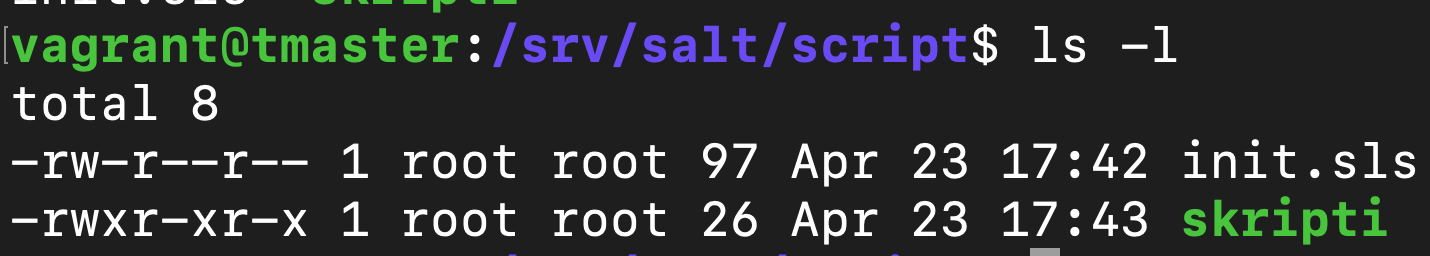 init.sls skripti
[vagrant@tmaster:/srv/salt/script$ ls -l
total 8
-rw-r--r-- 1 root root 97 Apr 23 17:42 init.sls
-rwxr-xr-x 1 root root 26 Apr 23 17:43 skripti